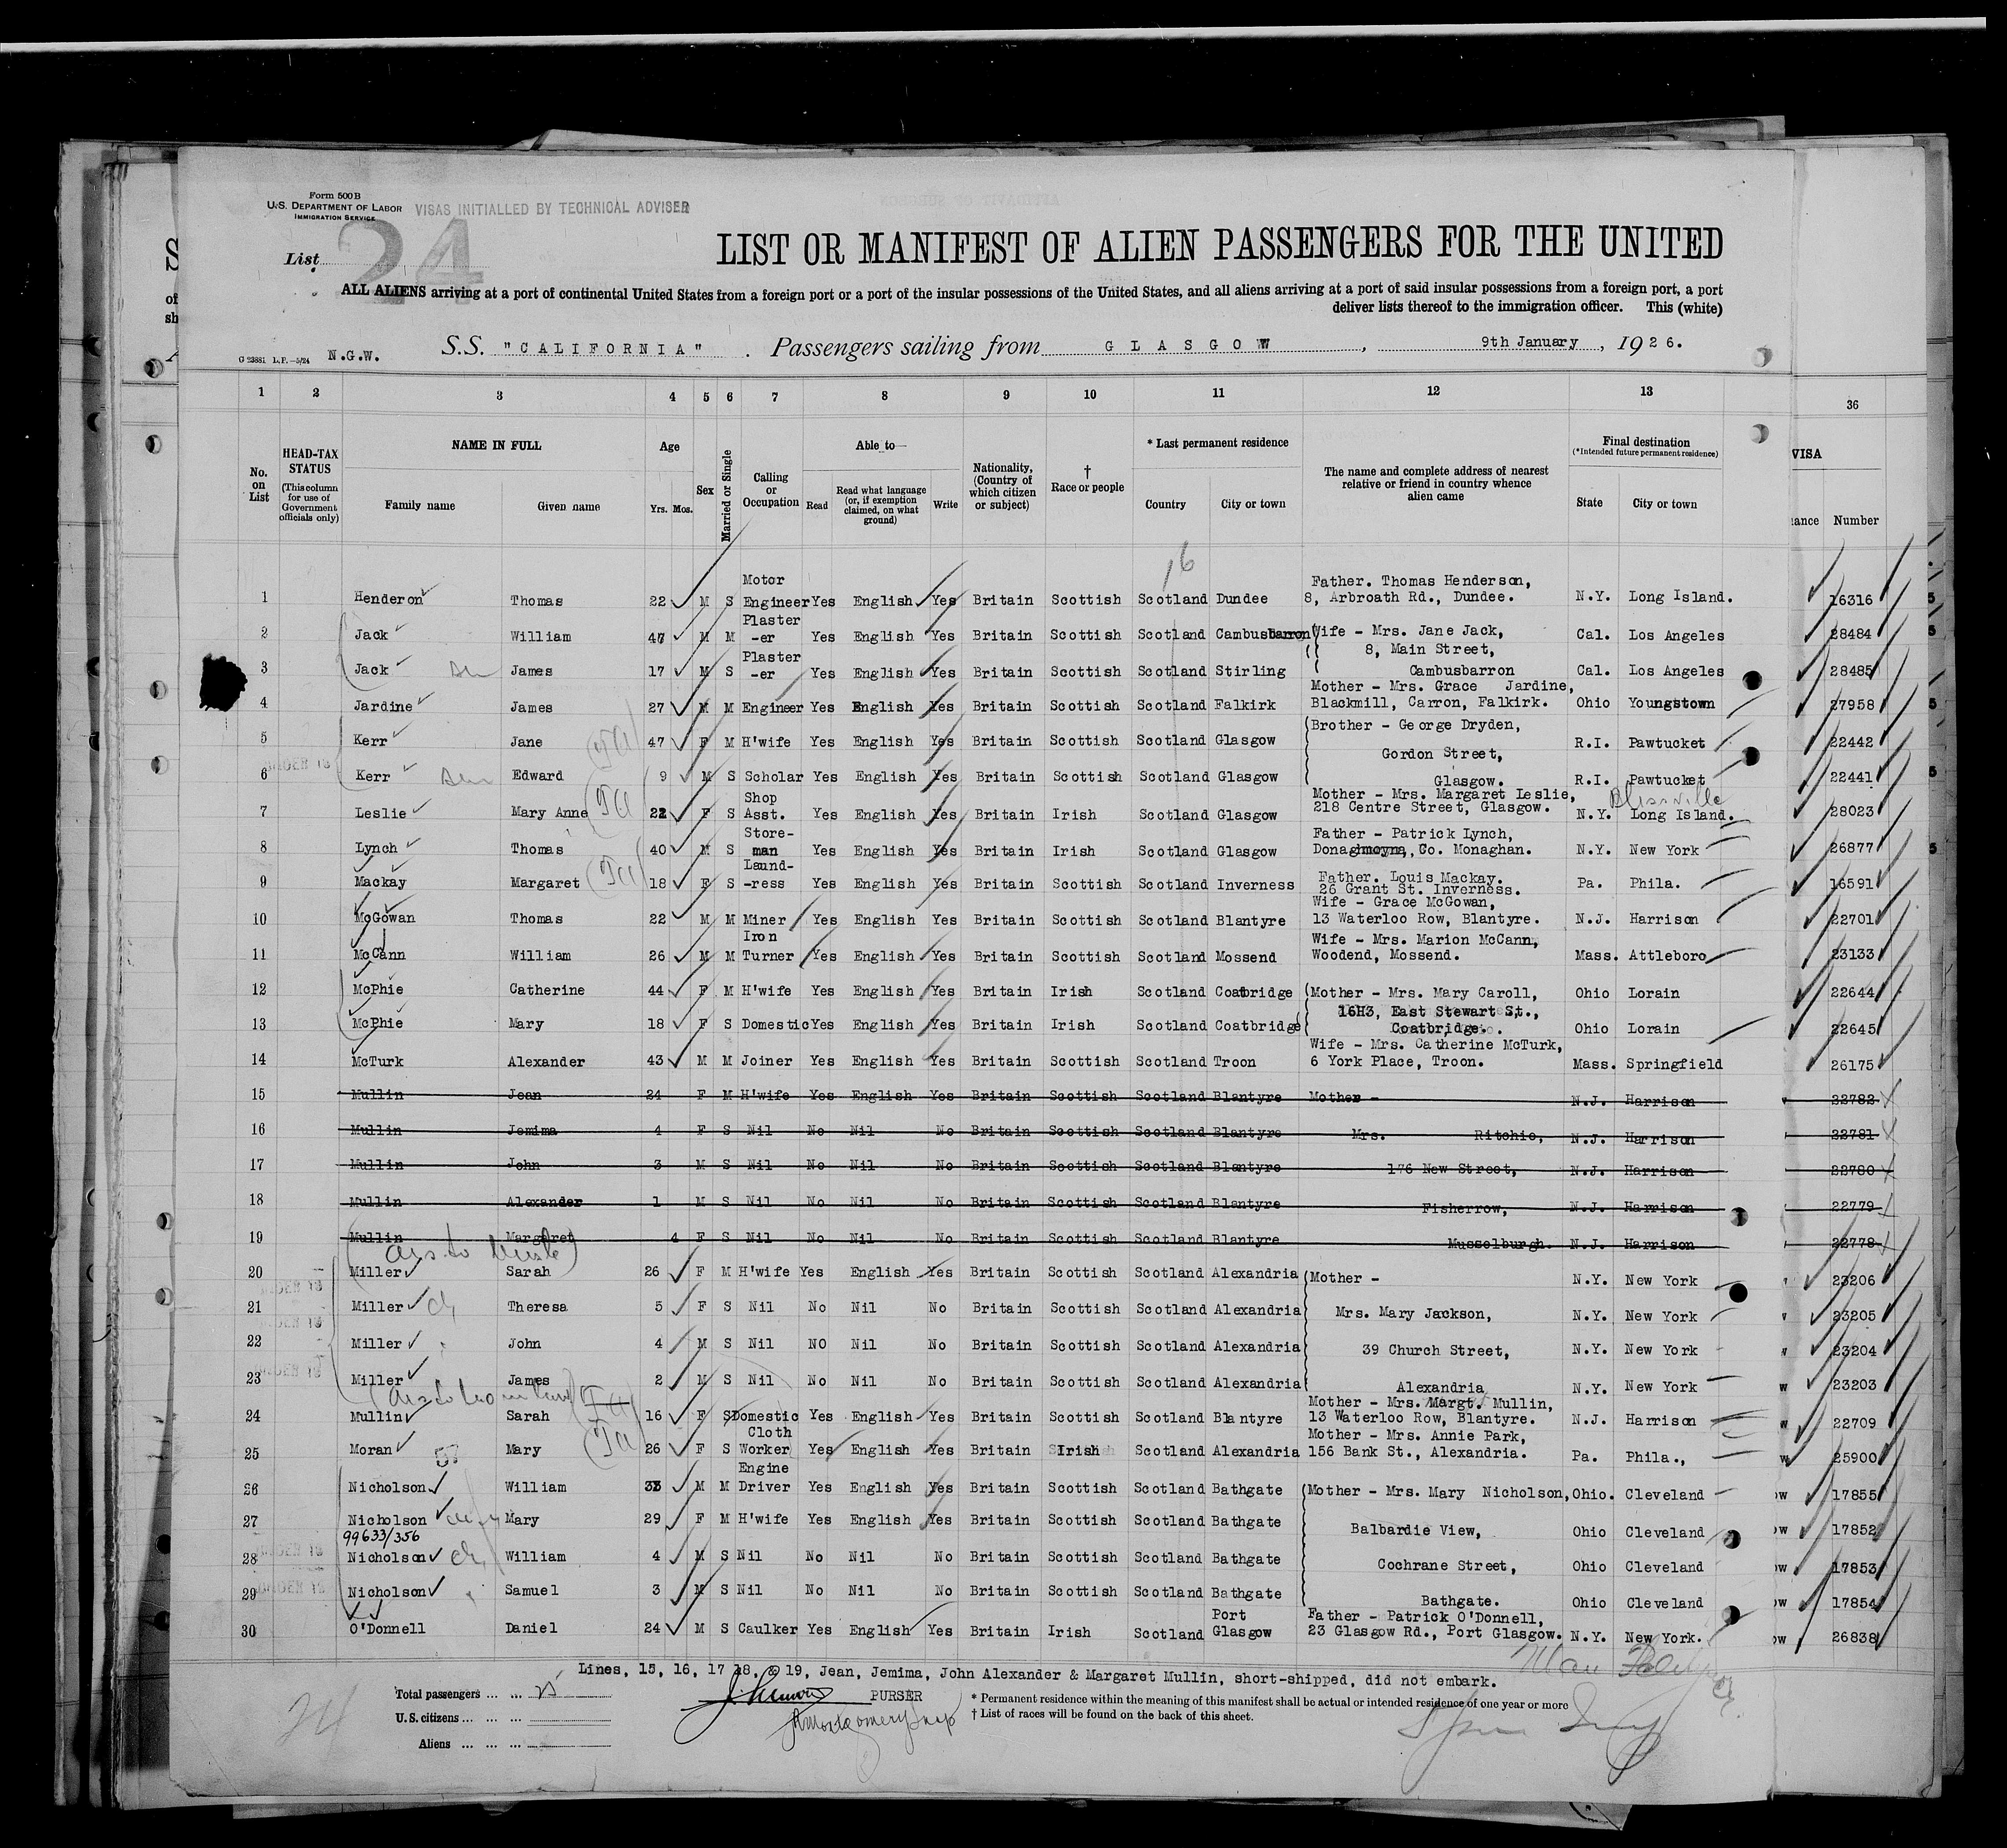 Form 500 B
U.S. DEPARTMENT OF LABOR
IMMIGRATION SERVICE
VISAS INITIALLED BY TECHNICAL ADVISER
List 24
LIST OR MANIFEST OF ALIEN PASSENGERS FOR THE UNITED
ALL ALIENS arriving at a port of continental United States from a foreign port or a port of the insular possessions of the United States, and all aliens arriving at a port of said insular possessions from a foreign port, a port
deliver lists thereof to the immigration officer. This (white)
G 23881 L.F.—5/24 N.G.W. S.S. "CALIFORNIA" . Passengers sailing from GLASGOW , 9th January , 1926.
1 2 3 4 5 6 7 8 9 10 11 12 13 36
No. on List
HEAD-TAX STATUS (This column for use of Government officials only)
NAME IN FULL
Family name Given name
Age
Yrs. Mos.
Sex
Married or Single
Calling or Occupation
Able to—
Read
Read what language (or, if exemption claimed, on what ground)
Write
Nationality, (Country of which citizen or subject)
† Race or people
* Last permanent residence
Country City or town
The name and complete address of nearest relative or friend in country whence alien came
Final destination
(*Intended future permanent residence)
State City or town
VISA
Number
16
1 Henderon Thomas 22 M S Motor Engineer Yes English Yes Britain Scottish Scotland Dundee Father. Thomas Henderson, 8, Arbroath Rd., Dundee. N.Y. Long Island. 16316
2 Jack William 47 M M Plaster-er Yes English Yes Britain Scottish Scotland Cambusbarron Wife - Mrs. Jane Jack, 8, Main Street, Cal. Los Angeles 28484
3 Jack James 17 M S Plaster-er Yes English Yes Britain Scottish Scotland Stirling Cambusbarron Cal. Los Angeles 28485
4 Jardine James 27 M M Engineer Yes English Yes Britain Scottish Scotland Falkirk Mother - Mrs. Grace Jardine, Blackmill, Carron, Falkirk. Ohio Youngstown 27958
5 Kerr Jane 47 F M H'wife Yes English Yes Britain Scottish Scotland Glasgow Brother - George Dryden, Gordon Street, R.I. Pawtucket 22442
6 Kerr Edward 9 M S Scholar Yes English Yes Britain Scottish Scotland Glasgow Glasgow. R.I. Pawtucket 22441
7 Leslie Mary Anne 22 F S Shop Asst. Yes English Yes Britain Irish Scotland Glasgow Mother - Mrs. Margaret Leslie, 218 Centre Street, Glasgow. N.Y. Blissville Long Island. 28023
8 Lynch Thomas 40 M S Store-man Yes English Yes Britain Irish Scotland Glasgow Father - Patrick Lynch, Donaghmoyne, Co. Monaghan. N.Y. New York 26877
9 Mackay Margaret 18 F S Laund-ress Yes English Yes Britain Scottish Scotland Inverness Father. Louis Mackay. 26 Grant St. Inverness. Pa. Phila. 16591
10 McGowan Thomas 22 M M Miner Yes English Yes Britain Scottish Scotland Blantyre Wife - Grace McGowan, 13 Waterloo Row, Blantyre. N.J. Harrison 22701
11 McCann William 26 M M Iron Turner Yes English Yes Britain Scottish Scotland Mossend Wife - Mrs. Marion McCann, Woodend, Mossend. Mass. Attleboro 23133
12 McPhie Catherine 44 F M H'wife Yes English Yes Britain Irish Scotland Coatbridge Mother - Mrs. Mary Caroll, Ohio Lorain 22644
13 McPhie Mary 18 F S Domestic Yes English Yes Britain Irish Scotland Coatbridge 16H3, East Stewart St., Coatbridge. Ohio Lorain 22645
14 McTurk Alexander 43 M M Joiner Yes English Yes Britain Scottish Scotland Troon Wife - Mrs. Catherine McTurk, 6 York Place, Troon. Mass. Springfield 26175
15 Mullin Jean 24 F M H'wife Yes English Yes Britain Scottish Scotland Blantyre Mother - N.J. Harrison 22782
16 Mullin Jemima 4 F S Nil No Nil No Britain Scottish Scotland Blantyre Mrs. Ritchie, N.J. Harrison 22781
17 Mullin John 3 M S Nil No Nil No Britain Scottish Scotland Blantyre 176 New Street, N.J. Harrison 22780
18 Mullin Alexander 1 M S Nil No Nil No Britain Scottish Scotland Blantyre Fisherrow, N.J. Harrison 22779
19 Mullin Margaret 4 F S Nil No Nil No Britain Scottish Scotland Blantyre Musselburgh. N.J. Harrison 22778
20 Miller Sarah 26 F M H'wife Yes English Yes Britain Scottish Scotland Alexandria Mother - N.Y. New York 23206
21 Miller Theresa 5 F S Nil No Nil No Britain Scottish Scotland Alexandria Mrs. Mary Jackson, N.Y. New York 23205
22 Miller John 4 M S Nil NO Nil No Britain Scottish Scotland Alexandria 39 Church Street, N.Y. New York 23204
23 Miller James 2 M S Nil No Nil No Britain Scottish Scotland Alexandria Alexandria N.Y. New York 23203
24 Mullin Sarah 16 F S Domestic Yes English Yes Britain Scottish Scotland Blantyre Mother - Mrs. Margt. Mullin, 13 Waterloo Row, Blantyre. N.J. Harrison 22709
25 Moran Mary 26 F S Cloth Worker Yes English Yes Britain Irish Scotland Alexandria Mother - Mrs. Annie Park, 156 Bank St., Alexandria. Pa. Phila., 25900
26 Nicholson William M M Engine Driver Yes English Yes Britain Scottish Scotland Bathgate Mother - Mrs. Mary Nicholson, Ohio. Cleveland 17855
27 Nicholson Mary 29 F M H'wife Yes English Yes Britain Scottish Scotland Bathgate Balbardie View, Ohio Cleveland 17852
99633/356
28 Nicholson William 4 M S Nil No Nil No Britain Scottish Scotland Bathgate Cochrane Street, Ohio Cleveland 17853
29 Nicholson Samuel 3 M S Nil No Nil No Britain Scottish Scotland Bathgate Bathgate. Ohio Cleveland 17854
30 O'Donnell Daniel 24 M S Caulker Yes English Yes Britain Irish Scotland Port Glasgow Father - Patrick O'Donnell, 23 Glasgow Rd., Port Glasgow. N.Y. New York. 26838
Lines, 15, 16, 17 18, & 19, Jean, Jemima, John Alexander & Margaret Mullin, short-shipped, did not embark.
Total passengers ... ... 25
PURSER
U.S. citizens ... ... ...
Aliens ... ... ...
* Permanent residence within the meaning of this manifest shall be actual or intended residence of one year or more
† List of races will be found on the back of this sheet.
24